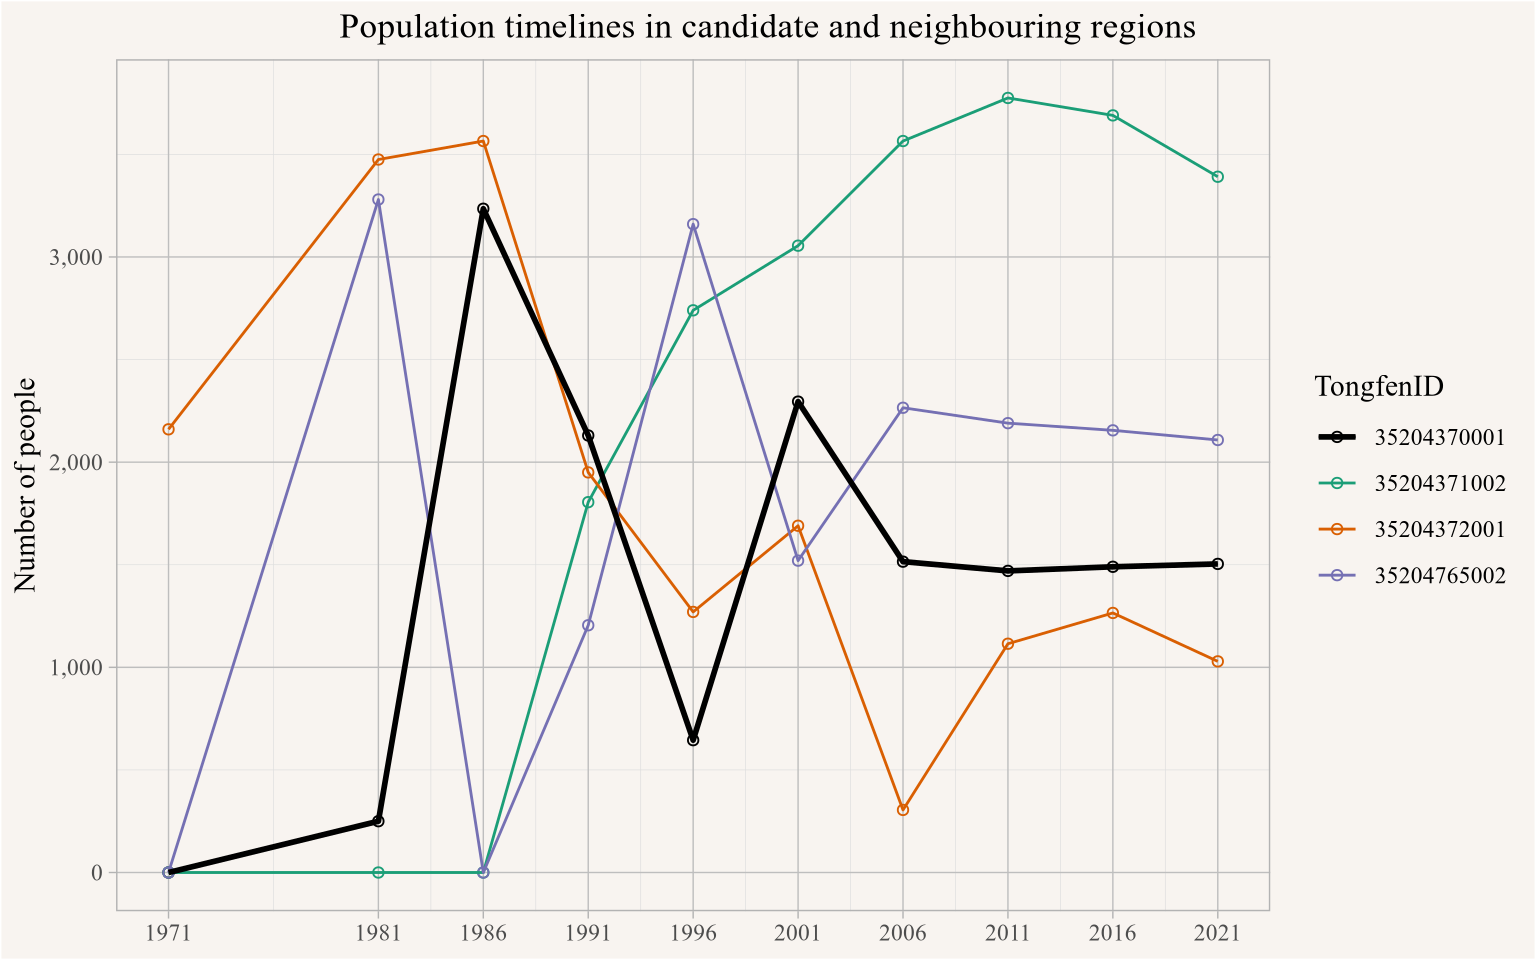 Population timelines in candidate and neighbouring regions
Number of people
3,000
2,000
1,000
0
1971 1981 1986 1991 1996 2001 2006 2011 2016 2021
TongfenID
35204370001
35204371002
35204372001
35204765002